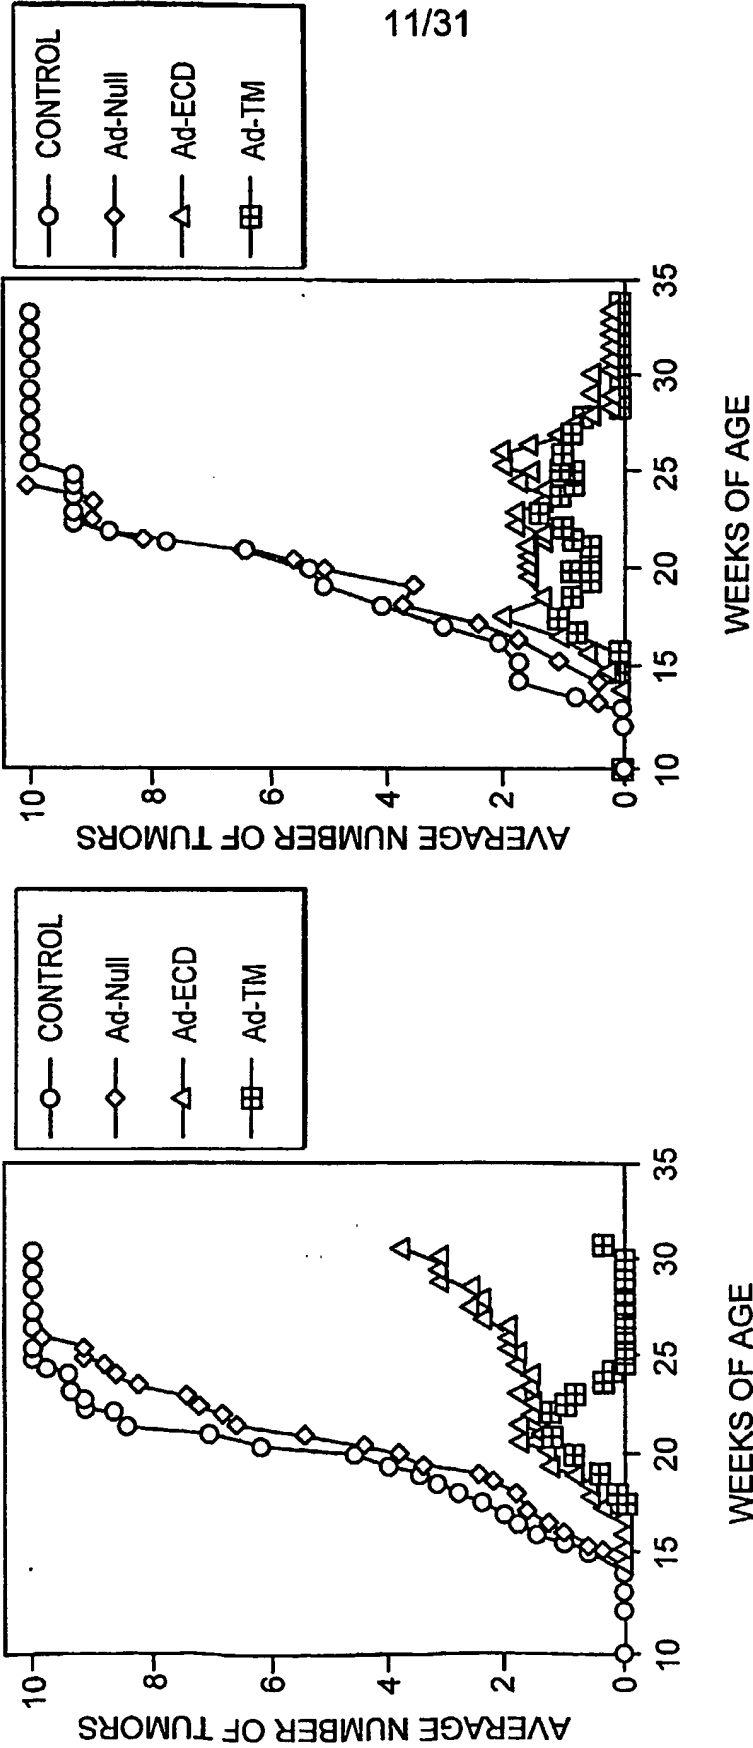 11/31
CONTROL
Ad-Null
Ad-ECD
Ad-TM
AVERAGE NUMBER OF TUMORS
10
8
6
4
2
0
10
15
20
25
30
35
WEEKS OF AGE
CONTROL
Ad-Null
Ad-ECD
Ad-TM
AVERAGE NUMBER OF TUMORS
10
8
6
4
2
0
10
15
20
25
30
35
WEEKS OF AGE